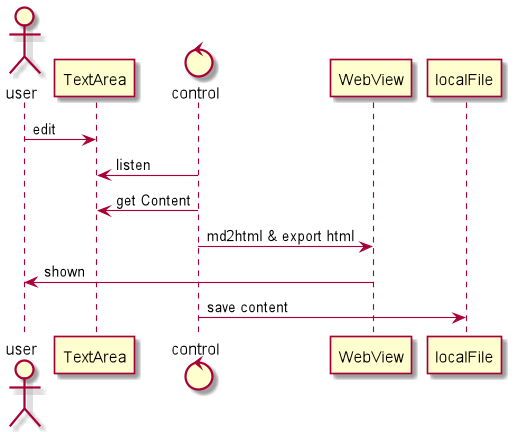 user
TextArea
control
WebView
localFile
edit
listen
get Content
md2html & export html
shown
save content
user
TextArea
control
WebView
localFile